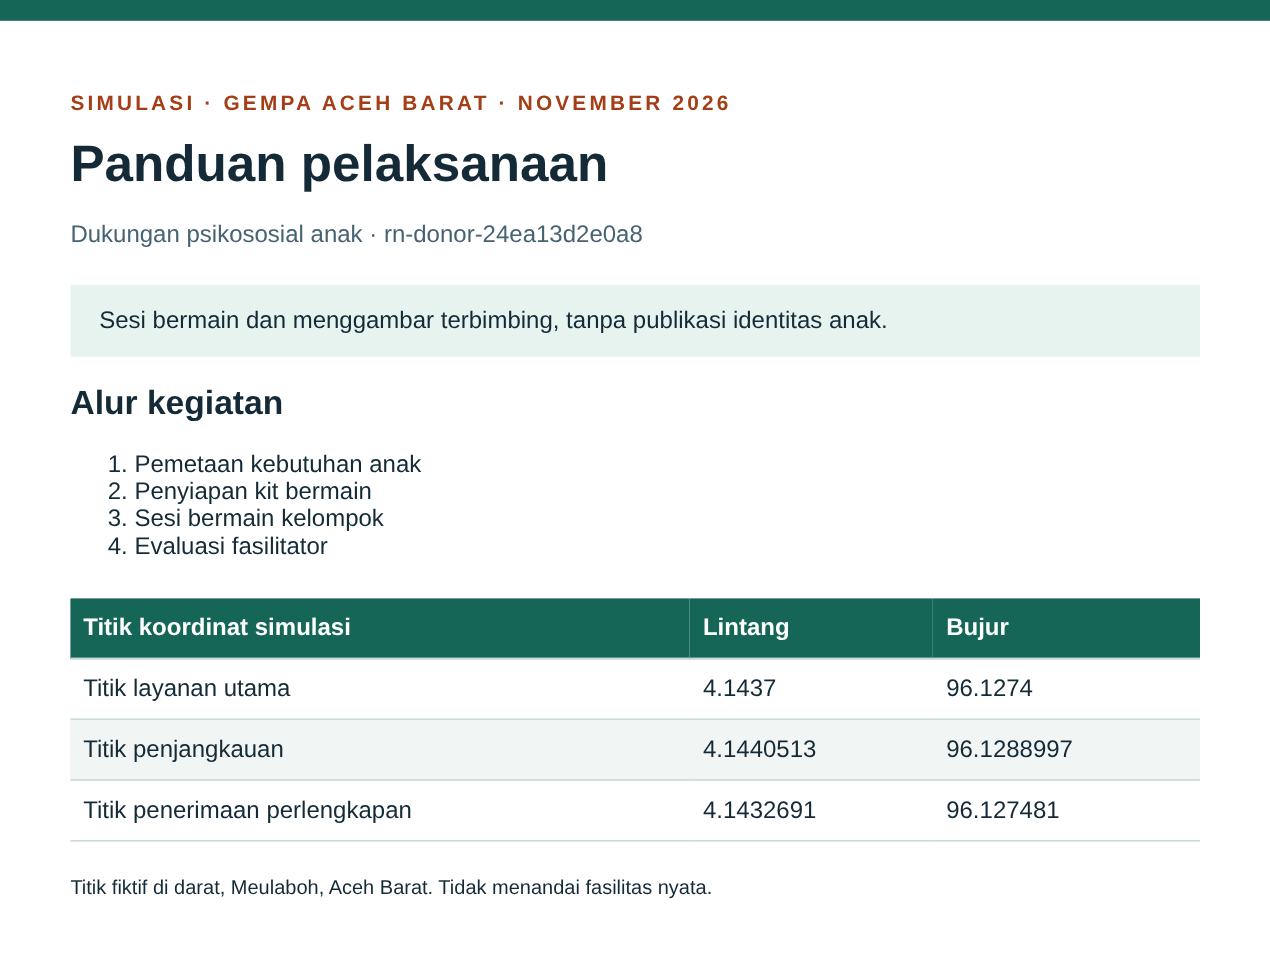 SIMULASI · GEMPA ACEH BARAT · NOVEMBER 2026
Panduan pelaksanaan
Dukungan psikososial anak · rn-donor-24ea13d2e0a8
Sesi bermain dan menggambar terbimbing, tanpa publikasi identitas anak.
Alur kegiatan
1. Pemetaan kebutuhan anak
2. Penyiapan kit bermain
3. Sesi bermain kelompok
4. Evaluasi fasilitator
Titik koordinat simulasi Lintang Bujur
Titik layanan utama 4.1437 96.1274
Titik penjangkauan 4.1440513 96.1288997
Titik penerimaan perlengkapan 4.1432691 96.127481
Titik fiktif di darat, Meulaboh, Aceh Barat. Tidak menandai fasilitas nyata.